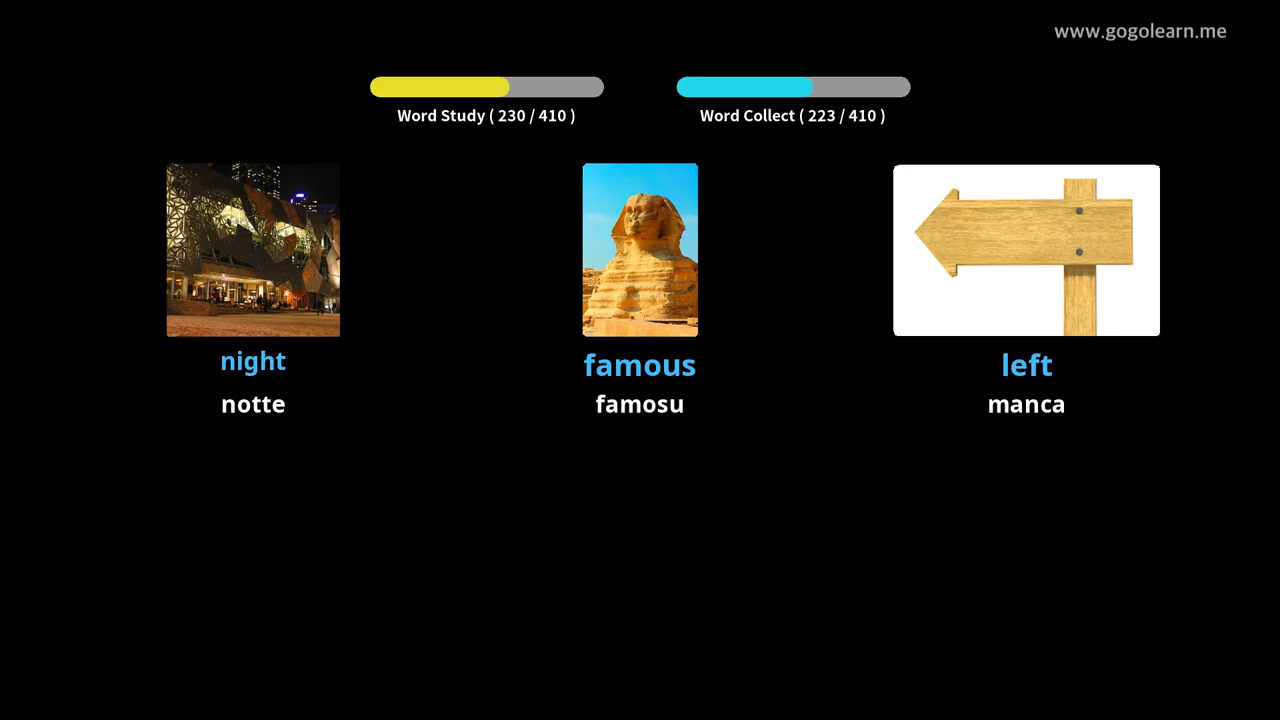 www.gogolearn.me
Word Study ( 230 / 410 )
Word Collect ( 223 / 410 )
night
notte
famous
famosu
left
manca